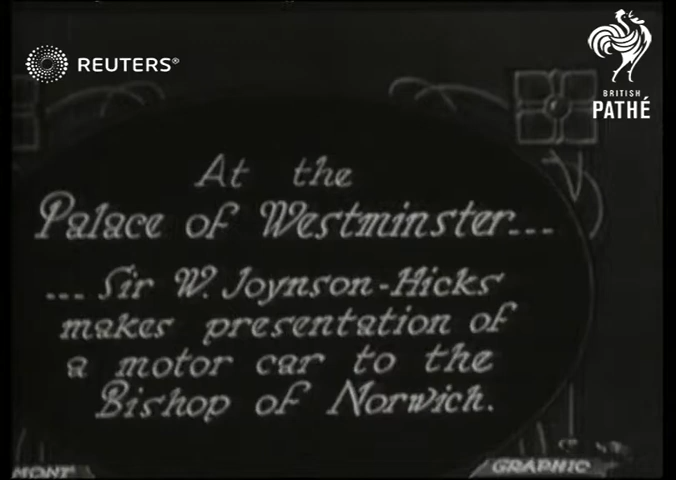 REUTERS®
BRITISH
PATHÉ
At the
Palace of Westminster...
... Sir W. Joynson-Hicks
makes presentation of
a motor car to the
Bishop of Norwich.
MONT
GRAPHIC